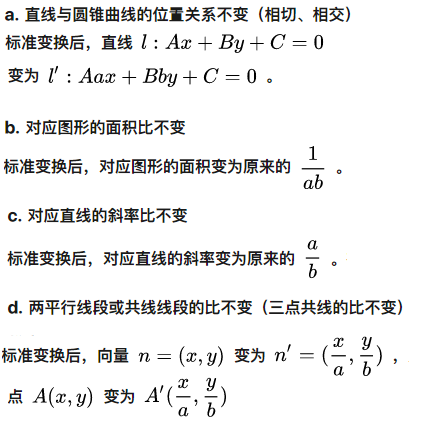 a. 直线与圆锥曲线的位置关系不变（相切、相交）
标准变换后，直线 l : Ax + By + C = 0
变为 l′ : Aax + Bby + C = 0 。
b. 对应图形的面积比不变
标准变换后，对应图形的面积变为原来的 1/ab 。
c. 对应直线的斜率比不变
标准变换后，对应直线的斜率变为原来的 a/b 。
d. 两平行线段或共线线段的比不变（三点共线的比不变）
标准变换后，向量 n = (x, y) 变为 n′ = (x/a, y/b) ，
点 A(x, y) 变为 A′(x/a, y/b)